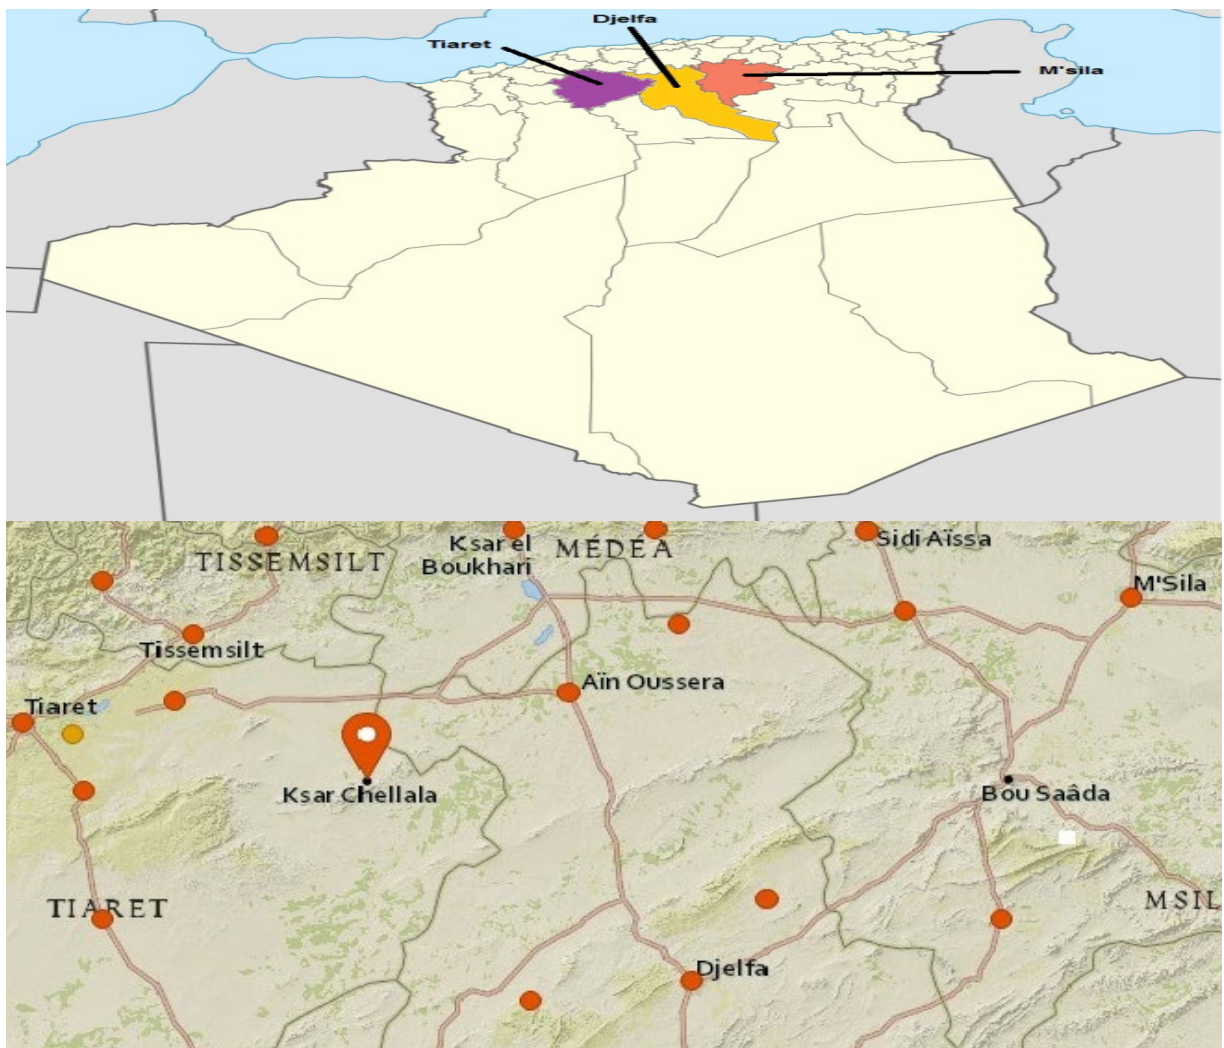 Djelfa
Tiaret
M'sila
Ksar el
Boukhari
MÉDÉA
Sidi Aïssa
TISSEMSILT
M'Sila
Tissemsilt
Aïn Oussera
Tiaret
Ksar Chellala
Bou Saâda
TIARET
MSIL
Djelfa